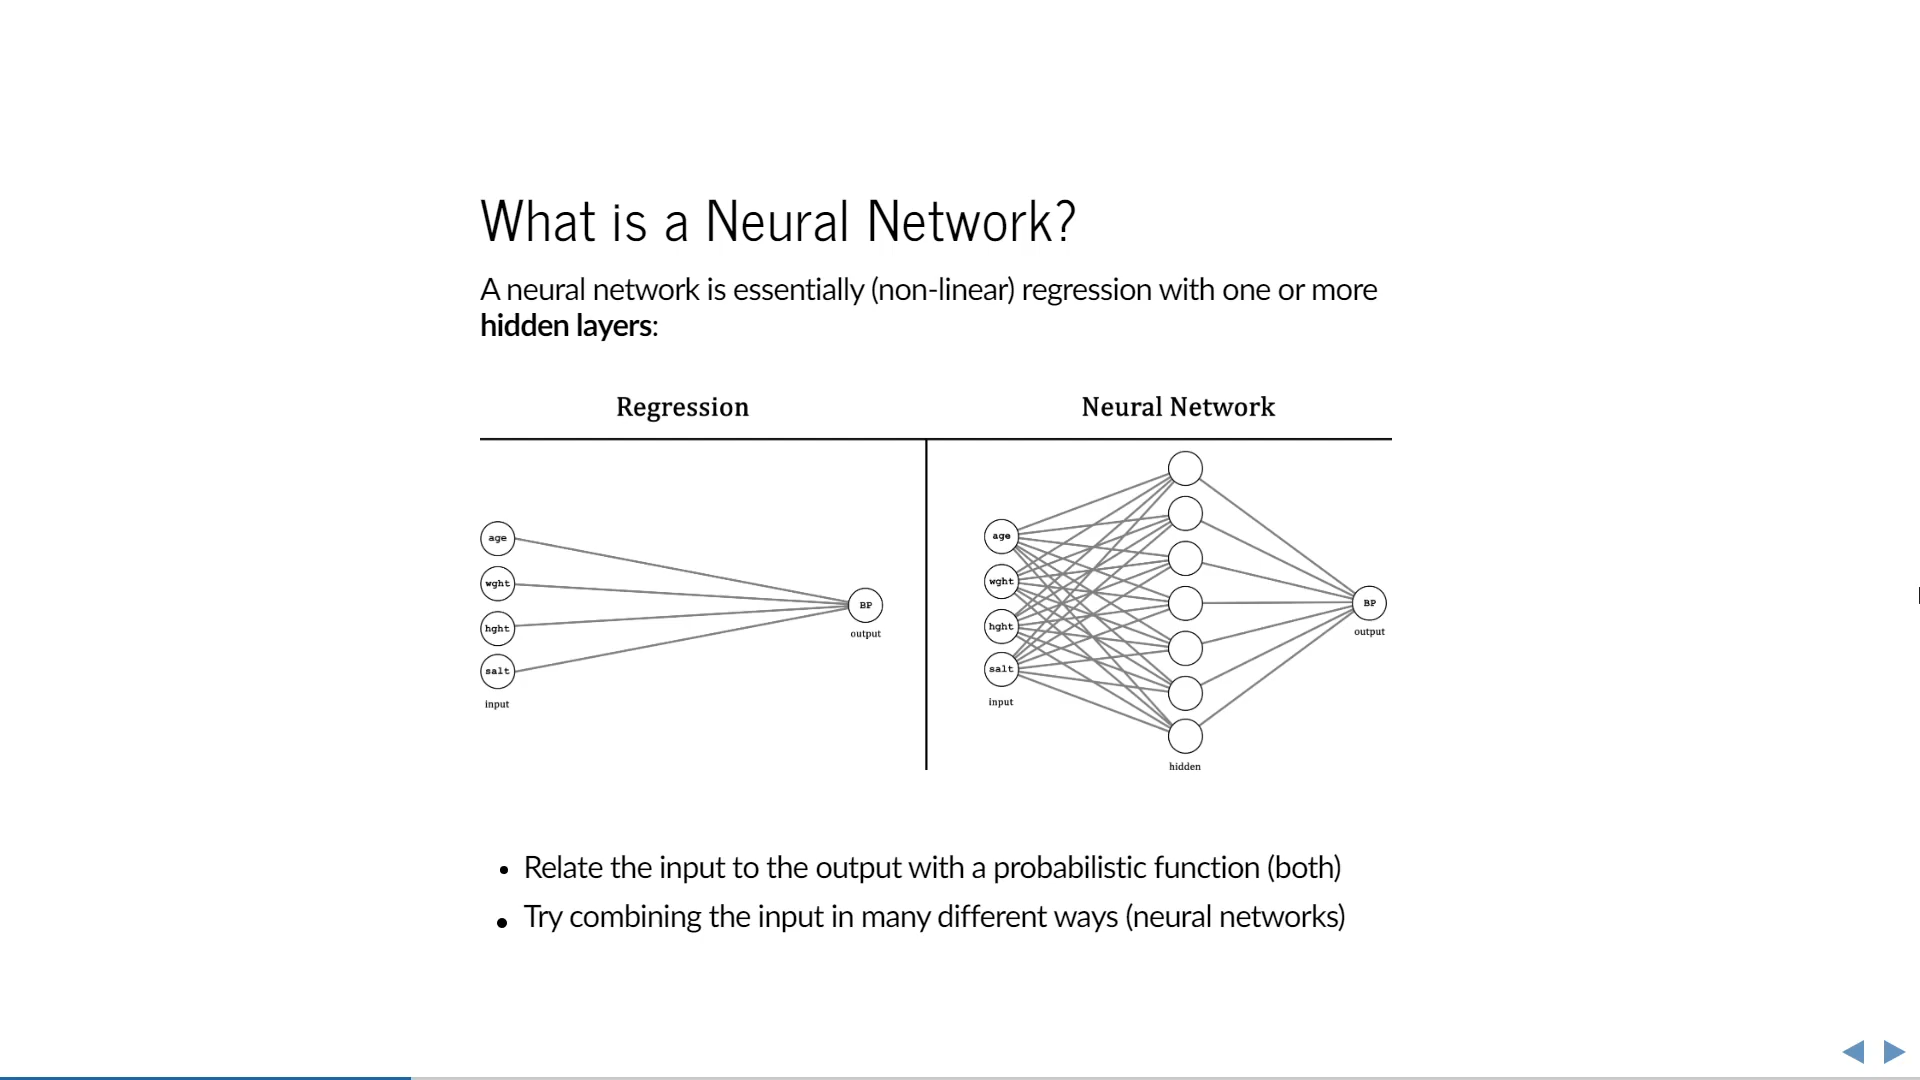 What is a Neural Network?
A neural network is essentially (non-linear) regression with one or more
hidden layers:
Regression
Neural Network
age
wght
hght
salt
input
BP
output
age
wght
hght
salt
input
hidden
BP
output
• Relate the input to the output with a probabilistic function (both)
• Try combining the input in many different ways (neural networks)